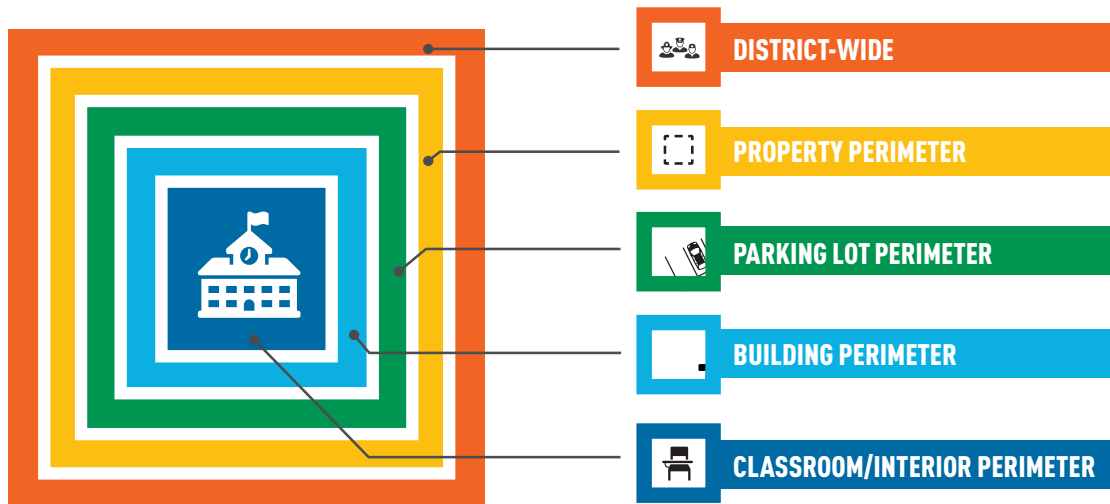 DISTRICT-WIDE
PROPERTY PERIMETER
PARKING LOT PERIMETER
BUILDING PERIMETER
CLASSROOM/INTERIOR PERIMETER